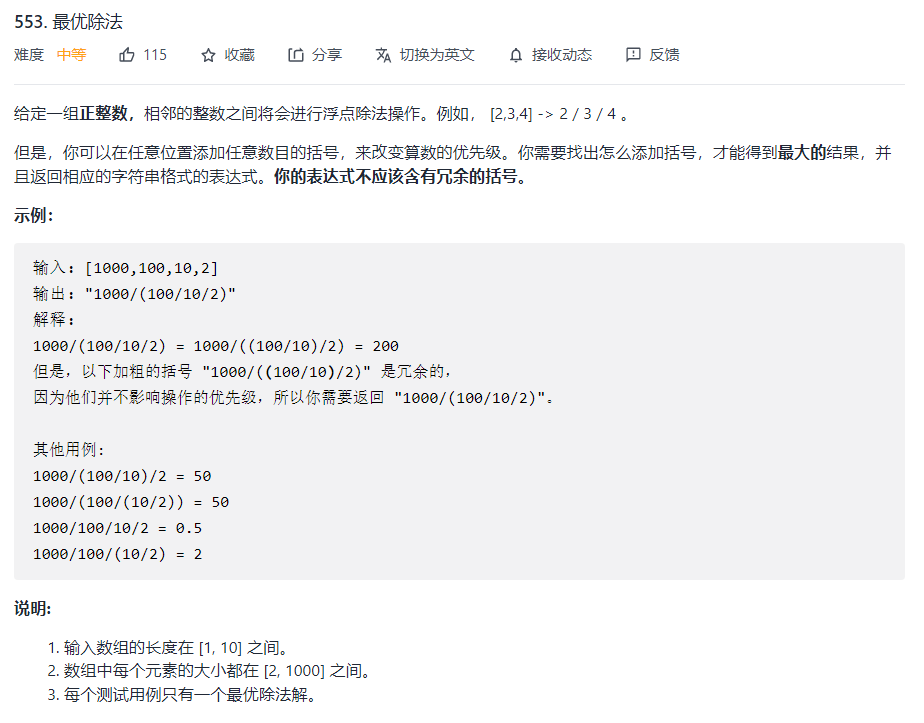 553. 最优除法
难度 中等 115 收藏 分享 切换为英文 接收动态 反馈
给定一组正整数，相邻的整数之间将会进行浮点除法操作。例如， [2,3,4] -> 2 / 3 / 4 。
但是，你可以在任意位置添加任意数目的括号，来改变算数的优先级。你需要找出怎么添加括号，才能得到最大的结果，并
且返回相应的字符串格式的表达式。你的表达式不应该含有冗余的括号。
示例：
输入: [1000,100,10,2]
输出: "1000/(100/10/2)"
解释:
1000/(100/10/2) = 1000/((100/10)/2) = 200
但是，以下加粗的括号 "1000/((100/10)/2)" 是冗余的，
因为他们并不影响操作的优先级，所以你需要返回 "1000/(100/10/2)"。
其他用例:
1000/(100/10)/2 = 50
1000/(100/(10/2)) = 50
1000/100/10/2 = 0.5
1000/100/(10/2) = 2
说明:
1. 输入数组的长度在 [1, 10] 之间。
2. 数组中每个元素的大小都在 [2, 1000] 之间。
3. 每个测试用例只有一个最优除法解。